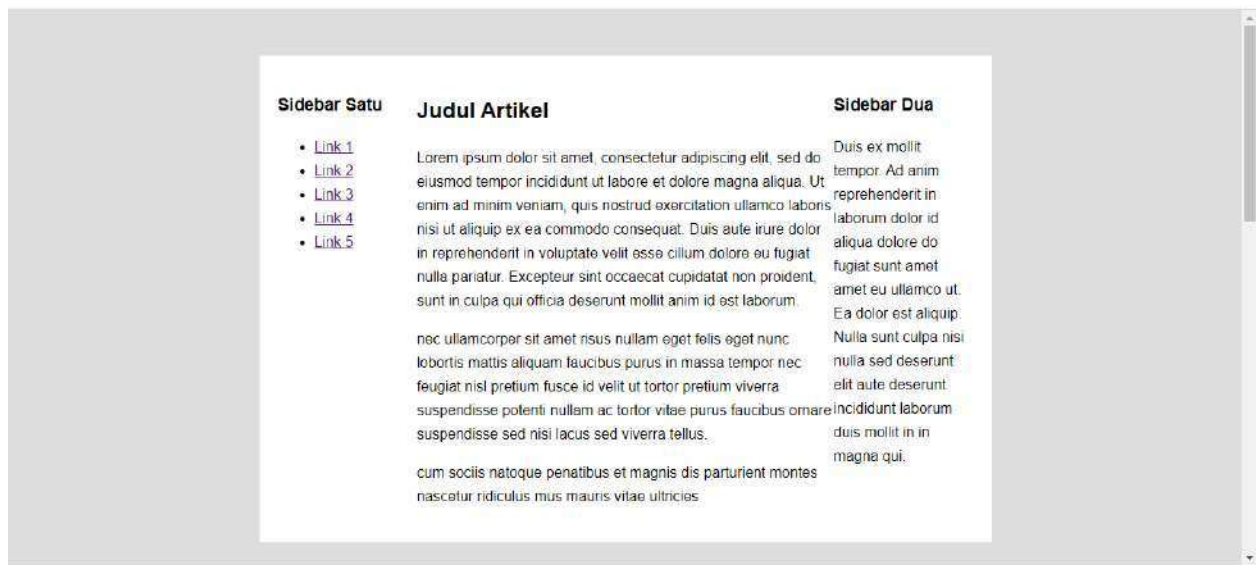 Sidebar Satu
Link 1
Link 2
Link 3
Link 4
Link 5
Judul Artikel
Lorem ipsum dolor sit amet, consectetur adipiscing elit, sed do
eiusmod tempor incididunt ut labore et dolore magna aliqua. Ut
enim ad minim veniam, quis nostrud exercitation ullamco laboris
nisi ut aliquip ex ea commodo consequat. Duis aute irure dolor
in reprehenderit in voluptate velit esse cillum dolore eu fugiat
nulla pariatur. Excepteur sint occaecat cupidatat non proident,
sunt in culpa qui officia deserunt mollit anim id est laborum.
nec ullamcorper sit amet risus nullam eget felis eget nunc
lobortis mattis aliquam faucibus purus in massa tempor nec
feugiat nisl pretium fusce id velit ut tortor pretium viverra
suspendisse potenti nullam ac tortor vitae purus faucibus ornare
suspendisse sed nisi lacus sed viverra tellus.
cum sociis natoque penatibus et magnis dis parturient montes
nascetur ridiculus mus mauris vitae ultricies
Sidebar Dua
Duis ex mollit
tempor. Ad anim
reprehenderit in
laborum dolor id
aliqua dolore do
fugiat sunt amet
amet eu ullamco ut.
Ea dolor est aliquip.
Nulla sunt culpa nisi
nulla sed deserunt
elit aute deserunt
incididunt laborum
duis mollit in in
magna qui.